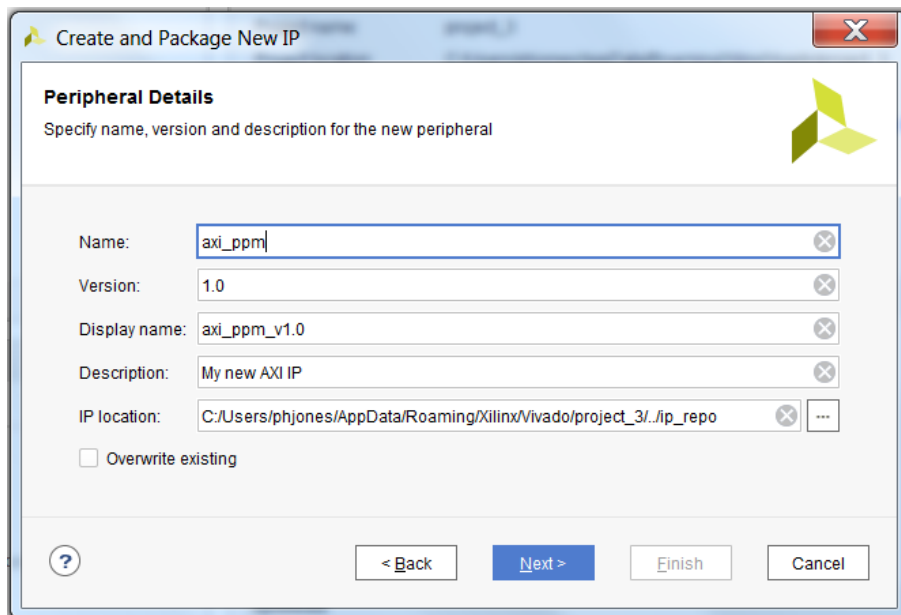 Create and Package New IP
Peripheral Details
Specify name, version and description for the new peripheral
Name: axi_ppm
Version: 1.0
Display name: axi_ppm_v1.0
Description: My new AXI IP
IP location: C:/Users/phjones/AppData/Roaming/Xilinx/Vivado/project_3/../ip_repo ...
Overwrite existing
? < Back Next > Finish Cancel